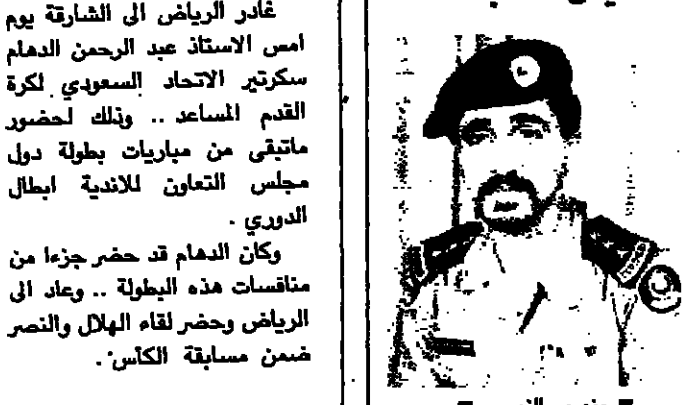 غادر الرياض الى الشارقة يوم
امس الاستاذ عبد الرحمن الدهام
سكرتير الاتحاد السعودي لكرة
القدم المساعد .. وذلك لحضور
ماتبقى من مباريات بطولة دول
مجلس التعاون للاندية ابطال
الدوري .
وكان الدهام قد حضر جزءا من
منافسات هذه البطولة .. وعاد الى
الرياض وحضر لقاء الهلال والنصر
ضمن مسابقة الكأس .